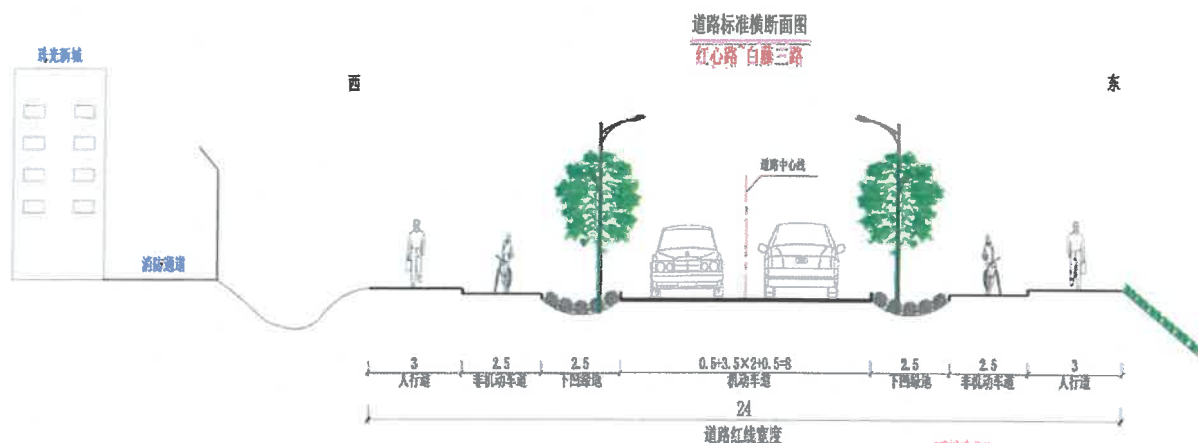 道路标准横断面图
红心路~白藤三路
珠光新城
西
东
道路中心线
消防通道
3
2.5
2.5
0.5+3.5×2+0.5=8
2.5
2.5
3
人行道
非机动车道
下凹绿地
机动车道
下凹绿地
非机动车道
人行道
24
道路红线宽度